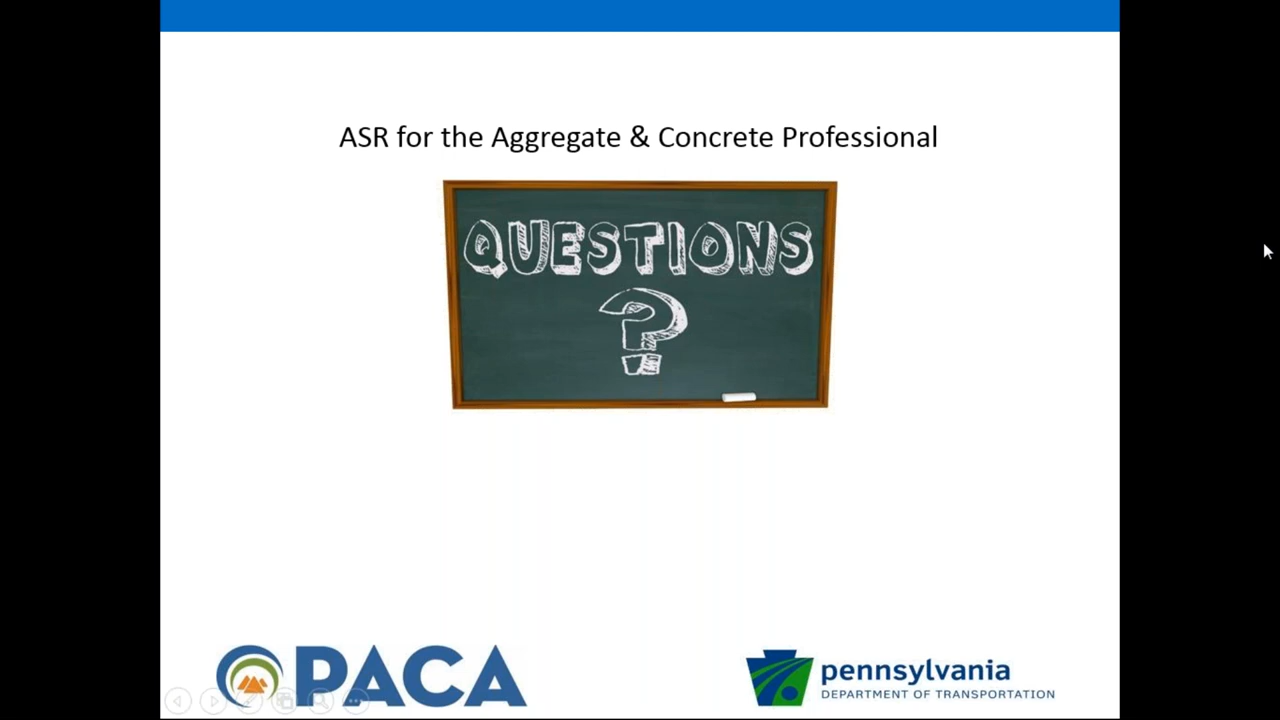 ASR for the Aggregate & Concrete Professional
QUESTIONS
?
PACA
pennsylvania
DEPARTMENT OF TRANSPORTATION